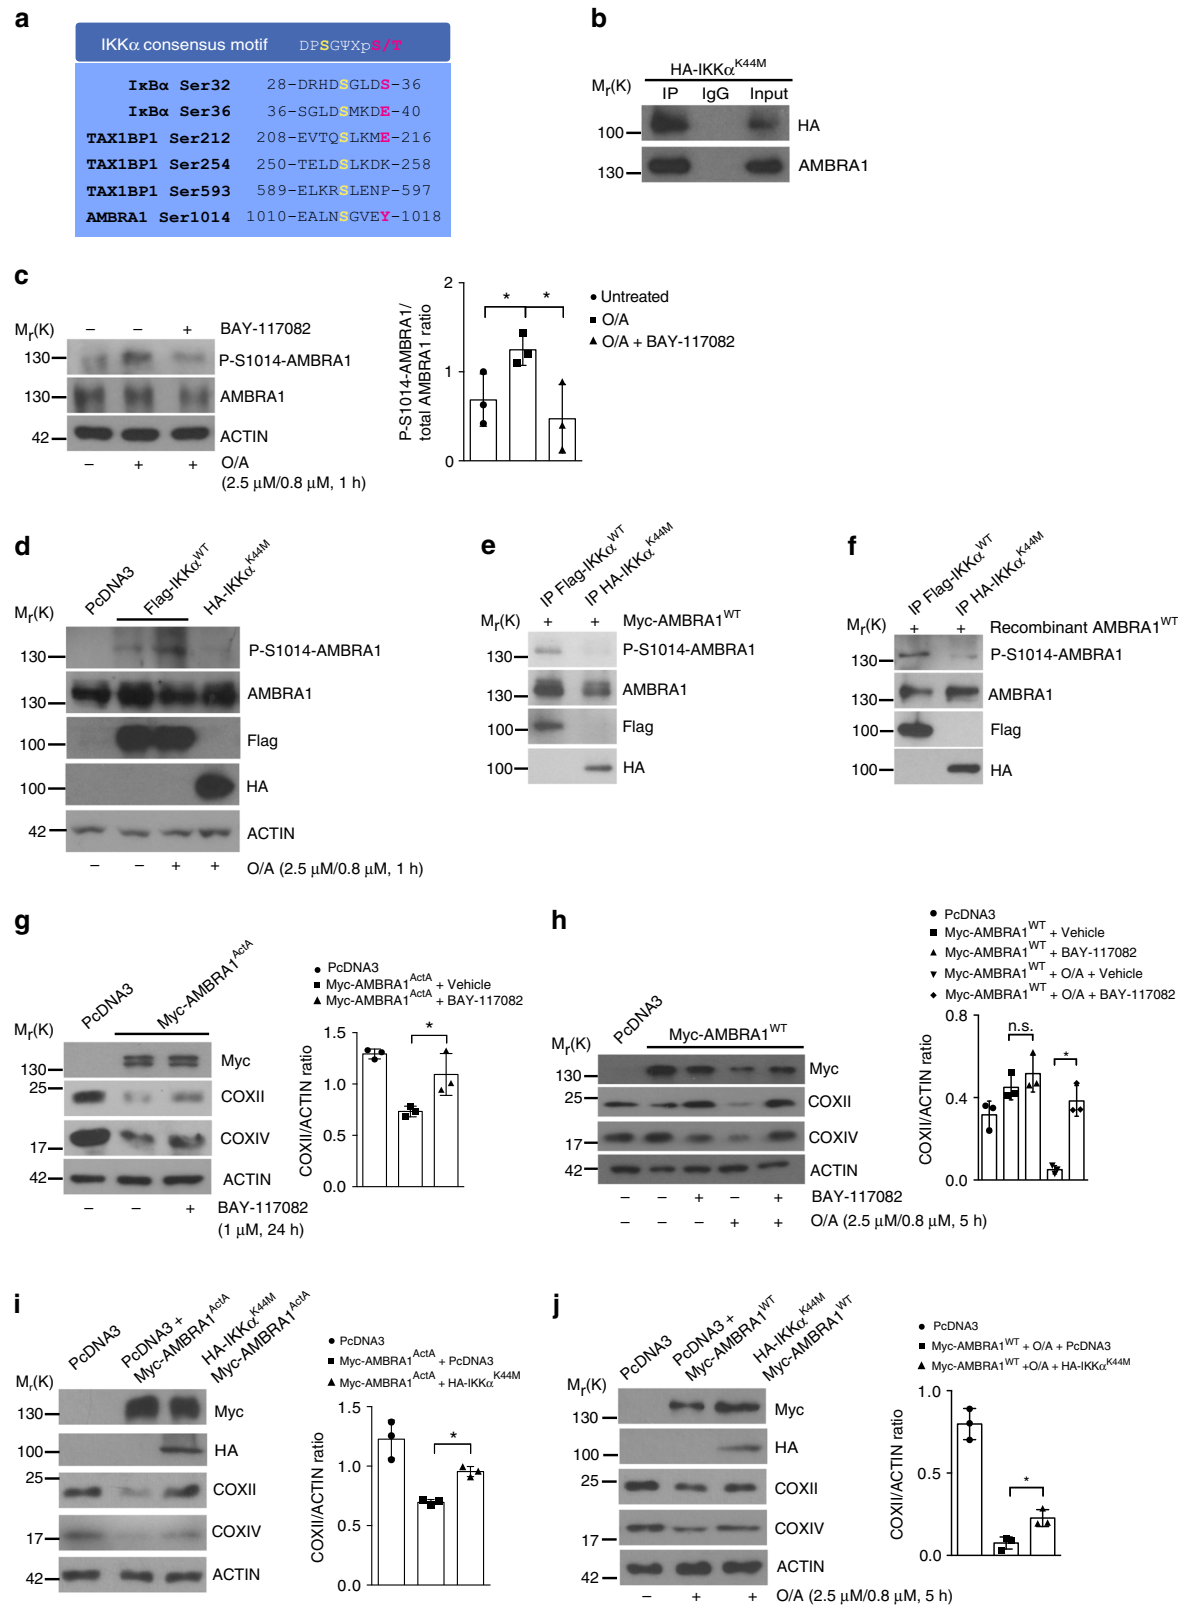 a
IKKα consensus motif DPSGΨXpS/T
IκBα Ser32 28-DRHDSGLDS-36
IκBα Ser36 36-SGLDSMKDE-40
TAX1BP1 Ser212 208-EVTQSLKME-216
TAX1BP1 Ser254 250-TELDSLKDK-258
TAX1BP1 Ser593 589-ELKRSLENP-597
AMBRA1 Ser1014 1010-EALNSGVEY-1018
b
HA-IKKα^K44M
Mr(K) IP IgG Input
100 HA
130 AMBRA1
c
Mr(K) – – + BAY-117082
130 P-S1014-AMBRA1
130 AMBRA1
42 ACTIN
– + + O/A
(2.5 μM/0.8 μM, 1 h)
P-S1014-AMBRA1/
total AMBRA1 ratio
2
1
0
* *
Untreated
O/A
O/A + BAY-117082
d
PcDNA3
Flag-IKKα^WT
HA-IKKα^K44M
Mr(K)
130 P-S1014-AMBRA1
130 AMBRA1
100 Flag
100 HA
42 ACTIN
– – + + O/A (2.5 μM/0.8 μM, 1 h)
e
IP Flag-IKKα^WT
IP HA-IKKα^K44M
Mr(K) + + Myc-AMBRA1^WT
130 P-S1014-AMBRA1
130 AMBRA1
100 Flag
100 HA
f
IP Flag-IKKα^WT
IP HA-IKKα^K44M
Mr(K) + + Recombinant AMBRA1^WT
130 P-S1014-AMBRA1
130 AMBRA1
100 Flag
100 HA
g
PcDNA3
Myc-AMBRA1^ActA
Mr(K)
130 Myc
25 COXII
17 COXIV
42 ACTIN
– – + BAY-117082
(1 μM, 24 h)
PcDNA3
Myc-AMBRA1^ActA + Vehicle
Myc-AMBRA1^ActA + BAY-117082
COXII/ACTIN ratio
1.5
1.0
0.5
0.0
*
h
PcDNA3
Myc-AMBRA1^WT
Mr(K)
130 Myc
25 COXII
17 COXIV
42 ACTIN
– – + – + BAY-117082
– – – + + O/A (2.5 μM/0.8 μM, 5 h)
PcDNA3
Myc-AMBRA1^WT + Vehicle
Myc-AMBRA1^WT + BAY-117082
Myc-AMBRA1^WT + O/A + Vehicle
Myc-AMBRA1^WT + O/A + BAY-117082
COXII/ACTIN ratio
0.8
0.4
0.0
n.s.
*
i
PcDNA3
PcDNA3 +
Myc-AMBRA1^ActA
HA-IKKα^K44M
Myc-AMBRA1^ActA
Mr(K)
130 Myc
100 HA
25 COXII
17 COXIV
42 ACTIN
PcDNA3
Myc-AMBRA1^ActA + PcDNA3
Myc-AMBRA1^ActA + HA-IKKα^K44M
COXII/ACTIN ratio
1.5
1.0
0.5
0.0
*
j
PcDNA3
PcDNA3 +
Myc-AMBRA1^WT
HA-IKKα^K44M
Myc-AMBRA1^WT
Mr(K)
130 Myc
100 HA
25 COXII
17 COXIV
42 ACTIN
– + + O/A (2.5 μM/0.8 μM, 5 h)
PcDNA3
Myc-AMBRA1^WT + O/A + PcDNA3
Myc-AMBRA1^WT +O/A + HA-IKKα^K44M
COXII/ACTIN ratio
1.0
0.5
0.0
*